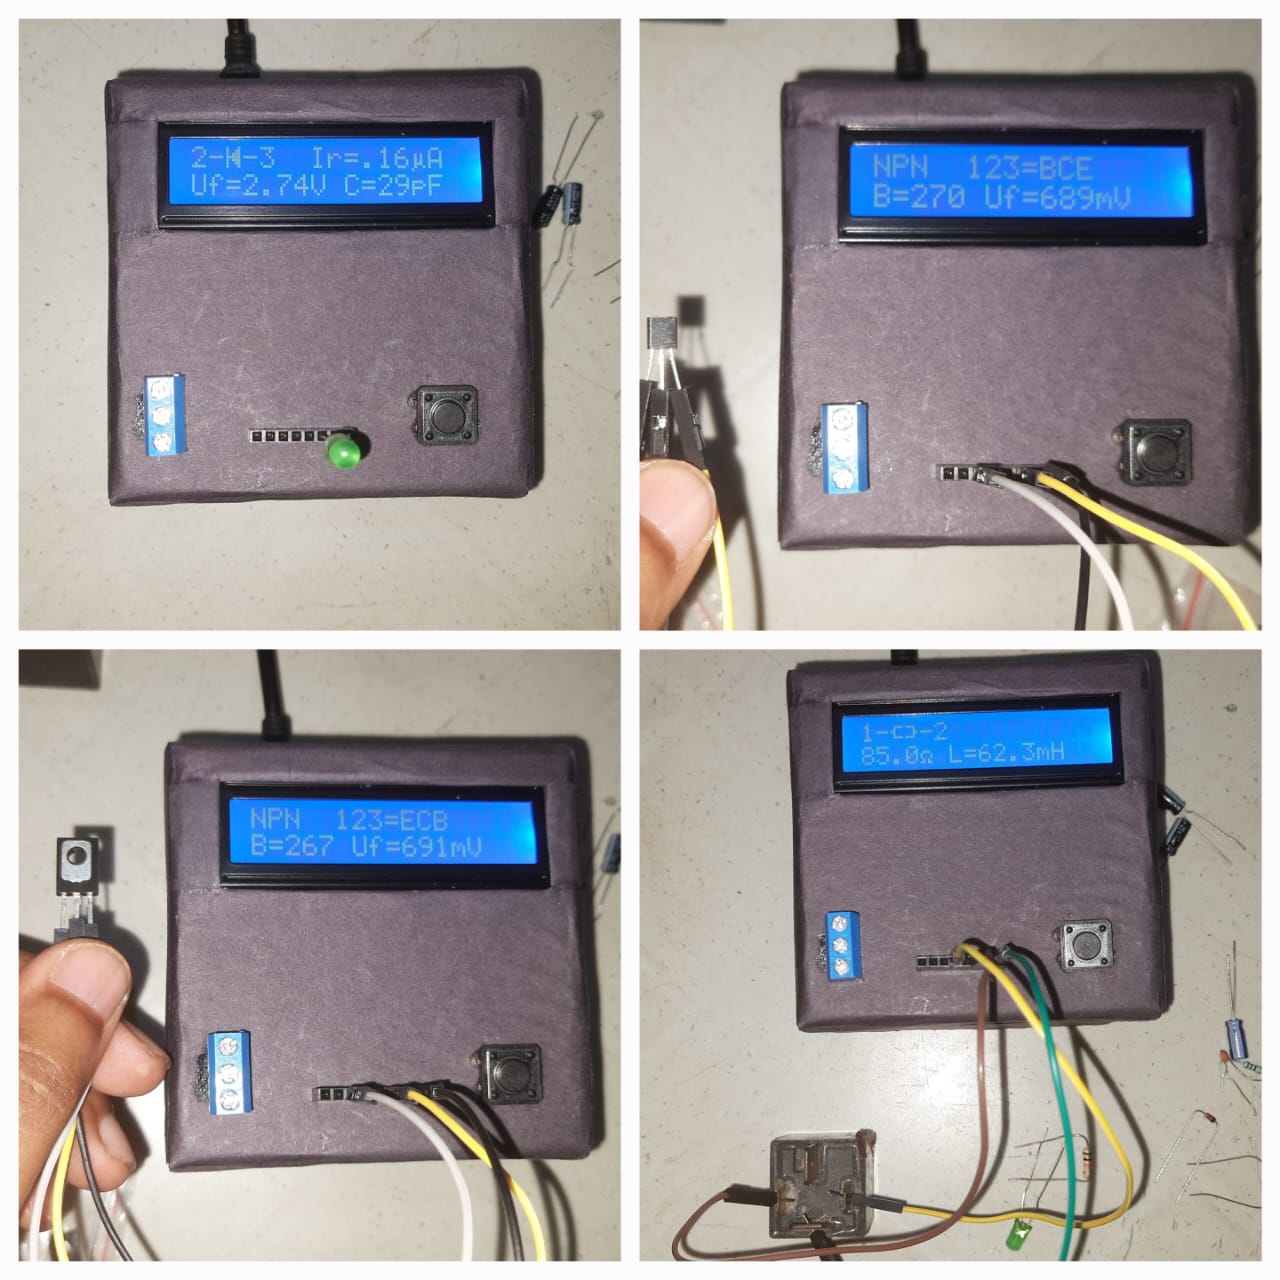 2-⧏-3 Ir=.16µA
Uf=2.74V C=29pF
NPN 123=BCE
B=270 Uf=689mV
NPN 123=ECB
B=267 Uf=691mV
1-⊏⊐-2
85.0Ω L=62.3mH